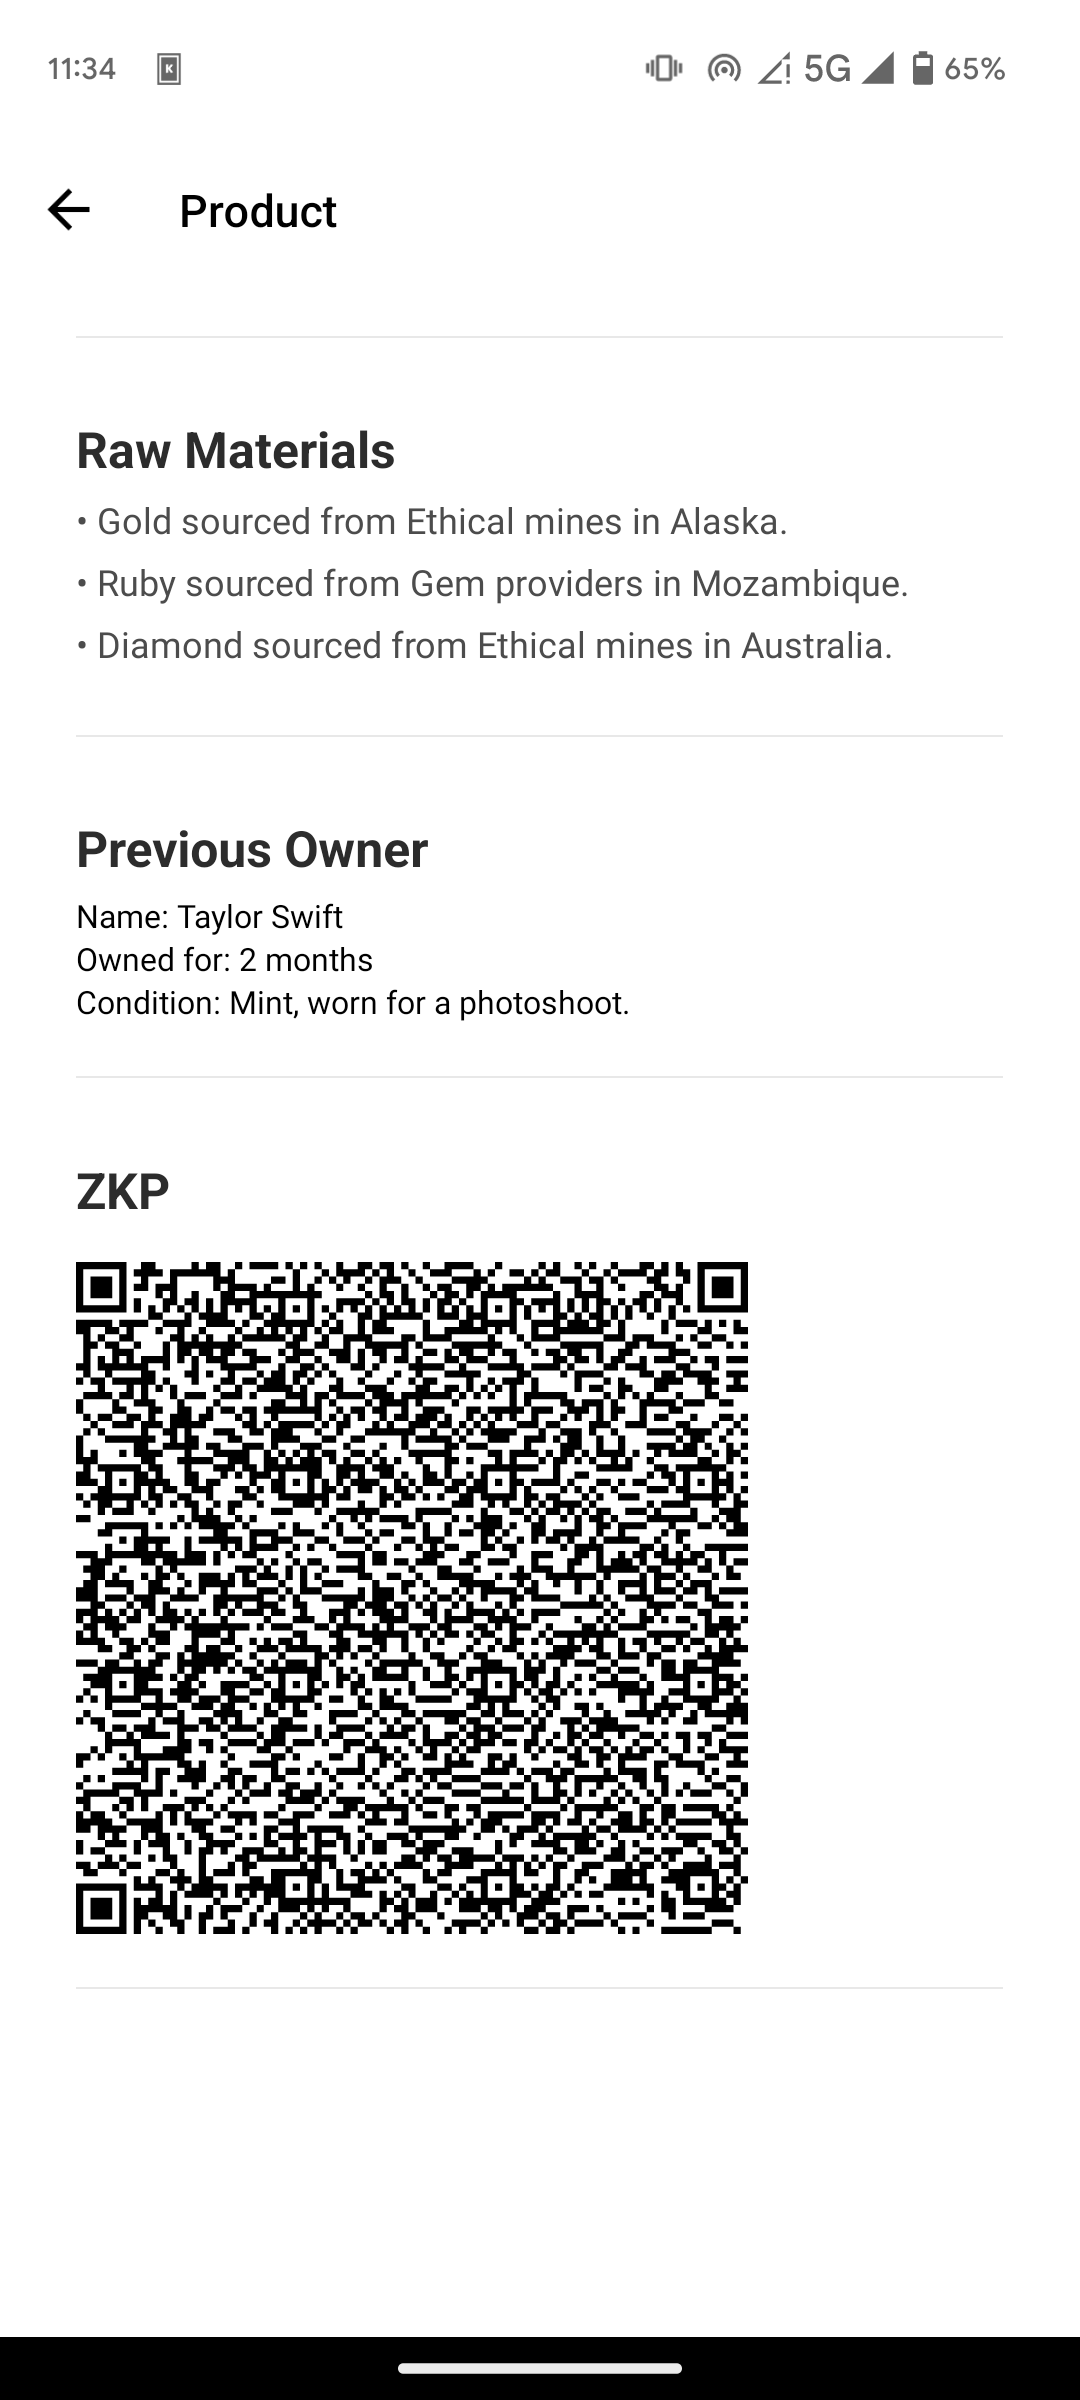 11:34 K 5G 65%
Product
Raw Materials
• Gold sourced from Ethical mines in Alaska.
• Ruby sourced from Gem providers in Mozambique.
• Diamond sourced from Ethical mines in Australia.
Previous Owner
Name: Taylor Swift
Owned for: 2 months
Condition: Mint, worn for a photoshoot.
ZKP